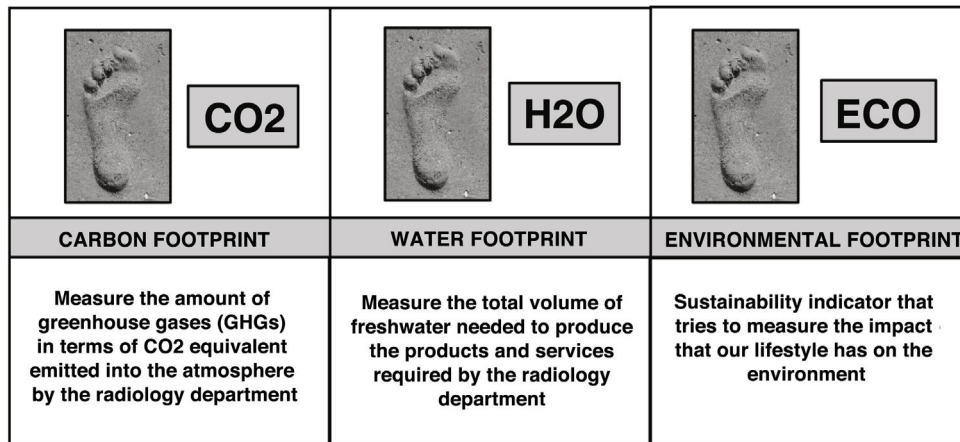 CO2
H2O
ECO
CARBON FOOTPRINT
WATER FOOTPRINT
ENVIRONMENTAL FOOTPRINT
Measure the amount of
greenhouse gases (GHGs)
in terms of CO2 equivalent
emitted into the atmosphere
by the radiology department
Measure the total volume of
freshwater needed to produce
the products and services
required by the radiology
department
Sustainability indicator that
tries to measure the impact
that our lifestyle has on the
environment